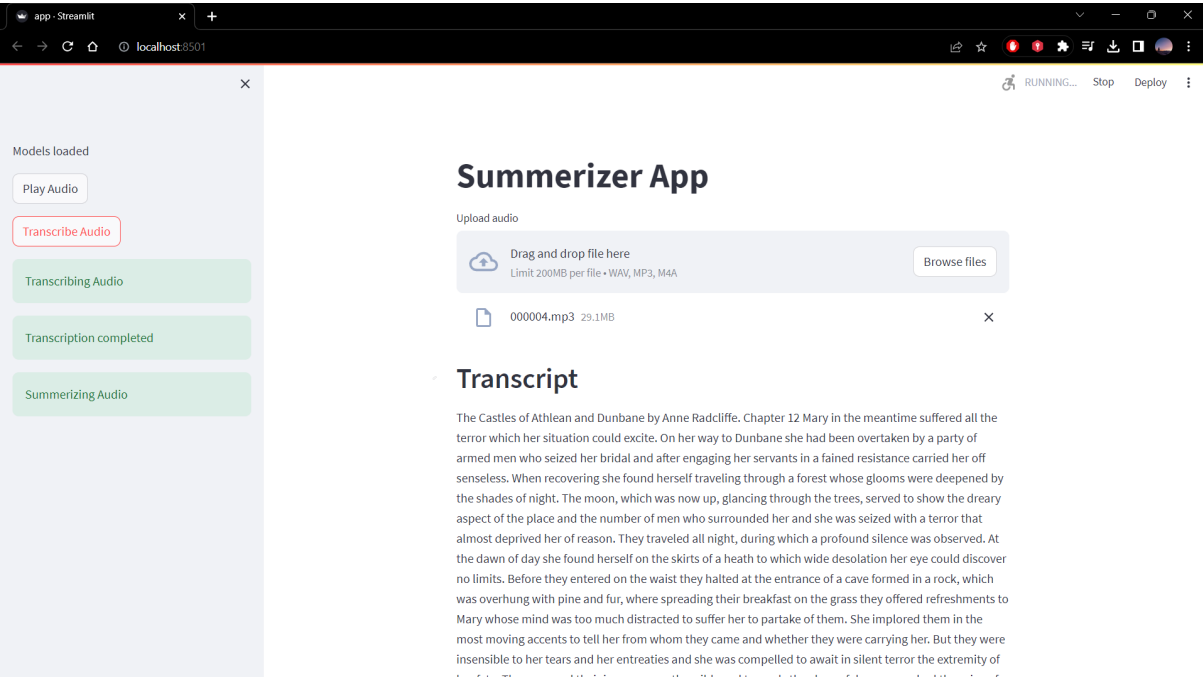 app · Streamlit
localhost:8501
RUNNING... Stop Deploy
Models loaded
Play Audio
Transcribe Audio
Transcribing Audio
Transcription completed
Summerizing Audio
Summerizer App
Upload audio
Drag and drop file here
Limit 200MB per file • WAV, MP3, M4A
Browse files
000004.mp3 29.1MB
Transcript
The Castles of Athlean and Dunbane by Anne Radcliffe. Chapter 12 Mary in the meantime suffered all the
terror which her situation could excite. On her way to Dunbane she had been overtaken by a party of
armed men who seized her bridal and after engaging her servants in a fained resistance carried her off
senseless. When recovering she found herself traveling through a forest whose glooms were deepened by
the shades of night. The moon, which was now up, glancing through the trees, served to show the dreary
aspect of the place and the number of men who surrounded her and she was seized with a terror that
almost deprived her of reason. They traveled all night, during which a profound silence was observed. At
the dawn of day she found herself on the skirts of a heath to which wide desolation her eye could discover
no limits. Before they entered on the waist they halted at the entrance of a cave formed in a rock, which
was overhung with pine and fur, where spreading their breakfast on the grass they offered refreshments to
Mary whose mind was too much distracted to suffer her to partake of them. She implored them in the
most moving accents to tell her from whom they came and whether they were carrying her. But they were
insensible to her tears and her entreaties and she was compelled to await in silent terror the extremity of